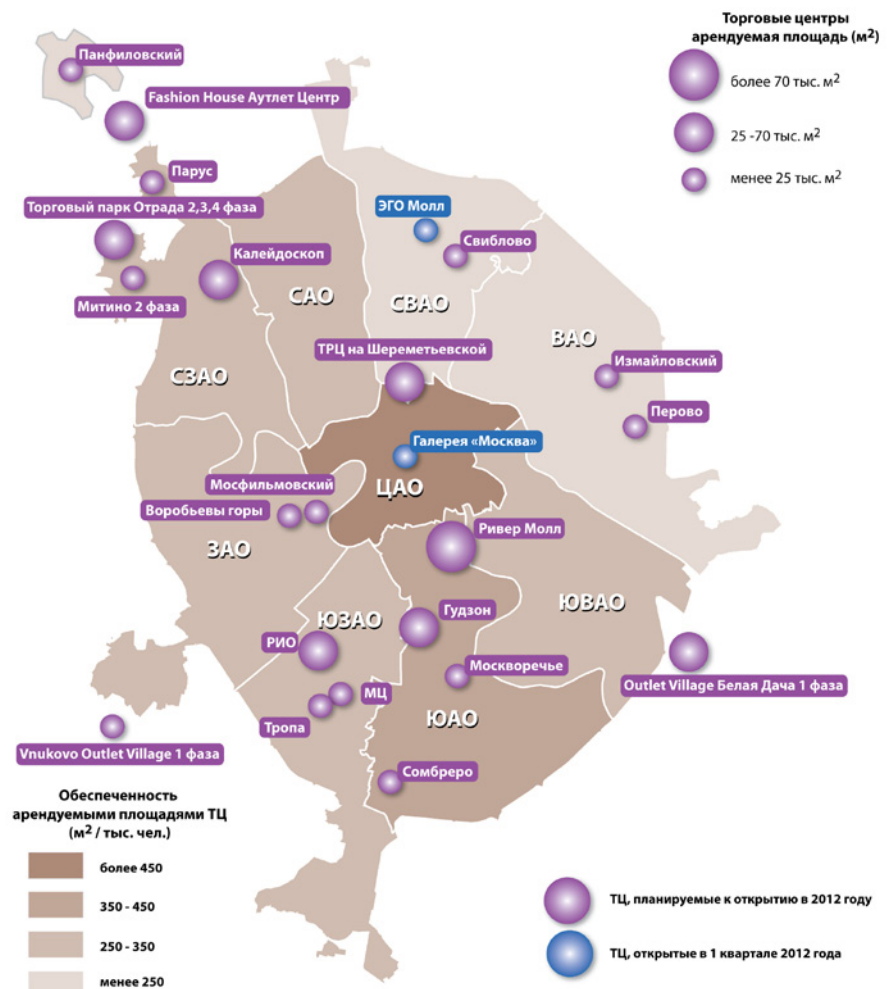 Торговые центры
арендуемая площадь (м²)
более 70 тыс. м²
25 -70 тыс. м²
менее 25 тыс. м²
Панфиловский
Fashion House Аутлет Центр
Парус
Торговый парк Отрада 2,3,4 фаза
Калейдоскоп
Митино 2 фаза
ЭГО Молл
Свиблово
САО
СВАО
ВАО
ТРЦ на Шереметьевской
Измайловский
СЗАО
Перово
Галерея «Москва»
Мосфильмовский
ЦАО
Воробьевы горы
Ривер Молл
ЗАО
ЮВАО
Гудзон
ЮЗАО
РИО
Москворечье
МЦ
Outlet Village Белая Дача 1 фаза
Тропа
ЮАО
Vnukovo Outlet Village 1 фаза
Сомбреро
Обеспеченность
арендуемыми площадями ТЦ
(м² / тыс. чел.)
более 450
350 - 450
250 - 350
менее 250
ТЦ, планируемые к открытию в 2012 году
ТЦ, открытые в 1 квартале 2012 года